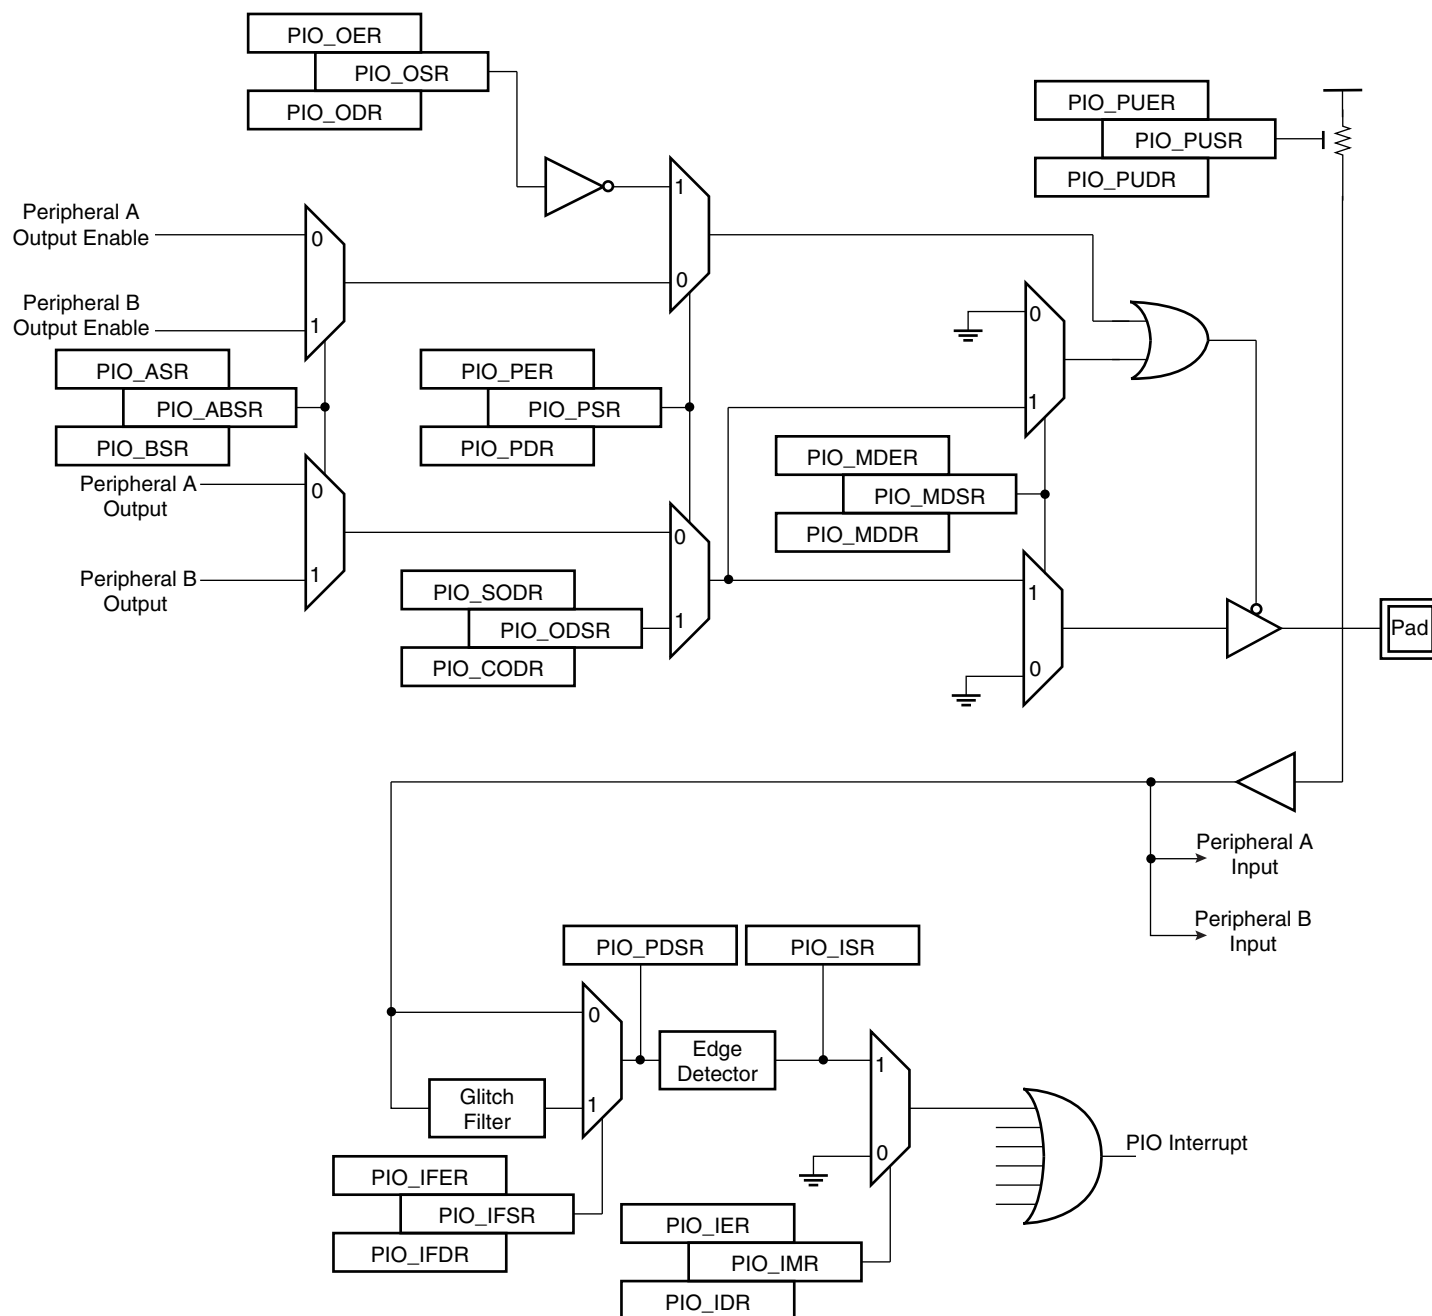 PIO_OER
PIO_OSR
PIO_ODR
PIO_PUER
PIO_PUSR
PIO_PUDR
1
0
Peripheral A
Output Enable
0
Peripheral B
Output Enable
1
PIO_ASR
PIO_ABSR
PIO_BSR
PIO_PER
PIO_PSR
PIO_PDR
0
1
PIO_MDER
PIO_MDSR
PIO_MDDR
Peripheral A
Output
0
Peripheral B
Output
1
0
1
PIO_SODR
PIO_ODSR
PIO_CODR
1
0
Pad
Peripheral A
Input
Peripheral B
Input
PIO_PDSR
PIO_ISR
0
1
Glitch
Filter
Edge
Detector
1
0
PIO Interrupt
PIO_IFER
PIO_IFSR
PIO_IFDR
PIO_IER
PIO_IMR
PIO_IDR